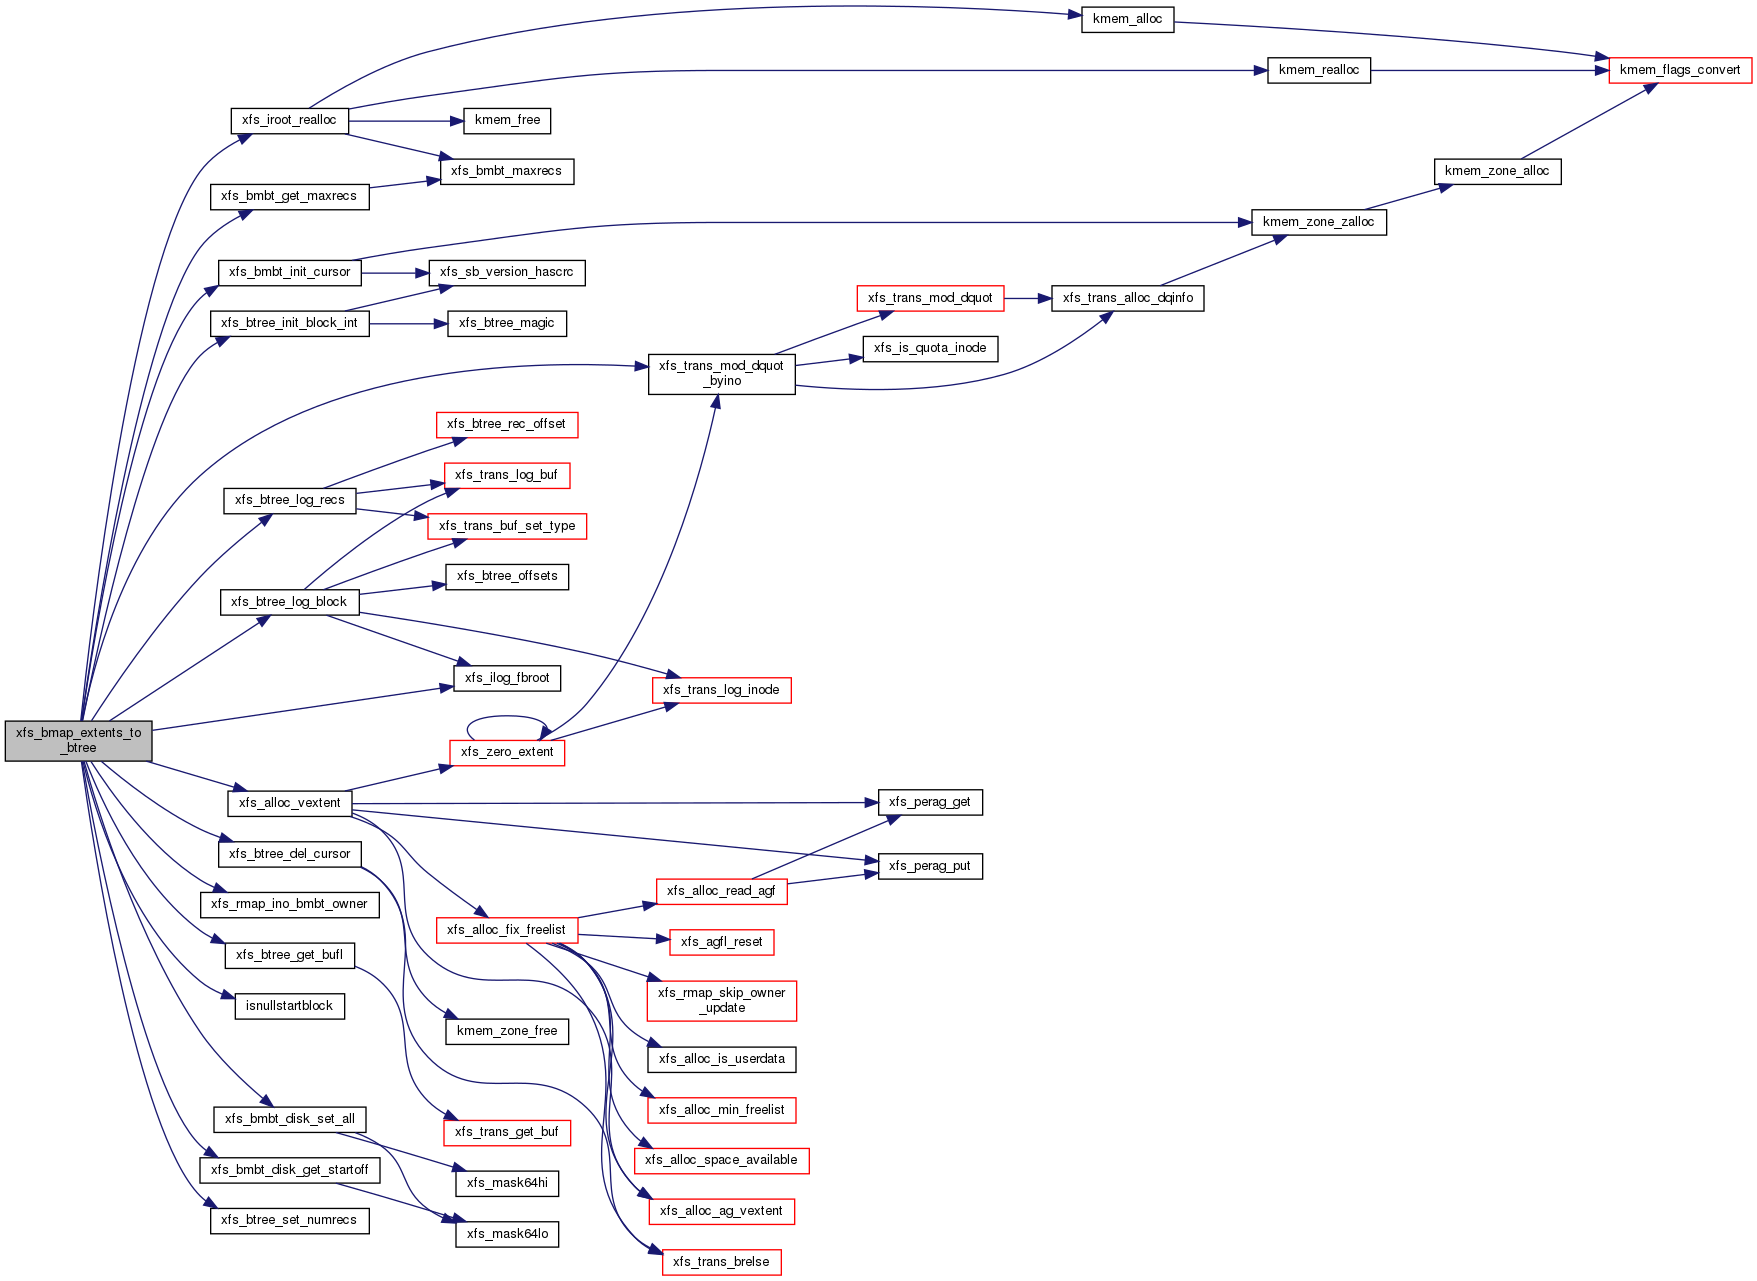 kmem_alloc
kmem_realloc
kmem_flags_convert
xfs_iroot_realloc
kmem_free
xfs_bmbt_maxrecs
kmem_zone_alloc
xfs_bmbt_get_maxrecs
kmem_zone_zalloc
xfs_bmbt_init_cursor
xfs_sb_version_hascrc
xfs_trans_mod_dquot
xfs_trans_alloc_dqinfo
xfs_btree_init_block_int
xfs_btree_magic
xfs_is_quota_inode
xfs_trans_mod_dquot
_byino
xfs_btree_rec_offset
xfs_trans_log_buf
xfs_btree_log_recs
xfs_trans_buf_set_type
xfs_btree_offsets
xfs_btree_log_block
xfs_ilog_fbroot
xfs_trans_log_inode
xfs_bmap_extents_to
_btree
xfs_zero_extent
xfs_alloc_vextent
xfs_perag_get
xfs_btree_del_cursor
xfs_perag_put
xfs_alloc_read_agf
xfs_rmap_ino_bmbt_owner
xfs_alloc_fix_freelist
xfs_agfl_reset
xfs_btree_get_bufl
xfs_rmap_skip_owner
_update
isnullstartblock
kmem_zone_free
xfs_alloc_is_userdata
xfs_alloc_min_freelist
xfs_bmbt_disk_set_all
xfs_trans_get_buf
xfs_alloc_space_available
xfs_bmbt_disk_get_startoff
xfs_mask64hi
xfs_alloc_ag_vextent
xfs_btree_set_numrecs
xfs_mask64lo
xfs_trans_brelse